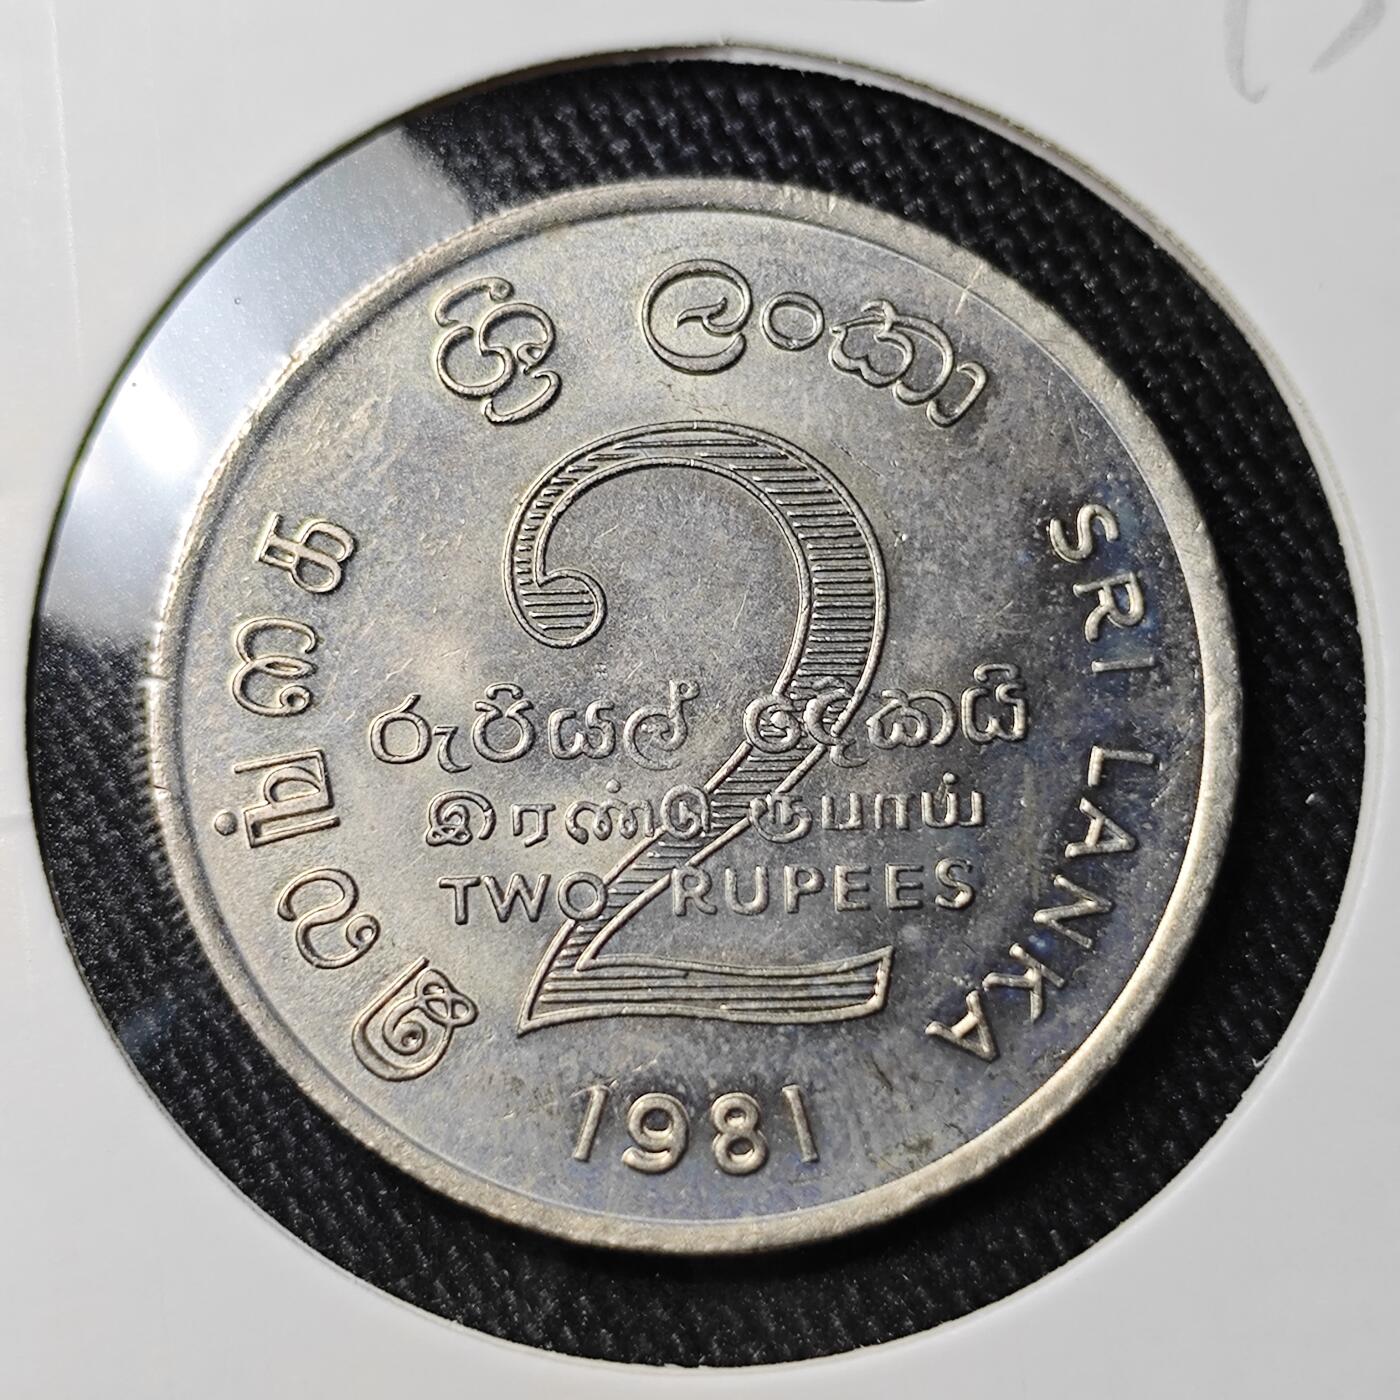 ශ්‍රී ලංකා
இலங்கை
SRI LANKA
රුපියල් දෙකයි
இரண்டு ரூபாய்
TWO RUPEES
2
1981